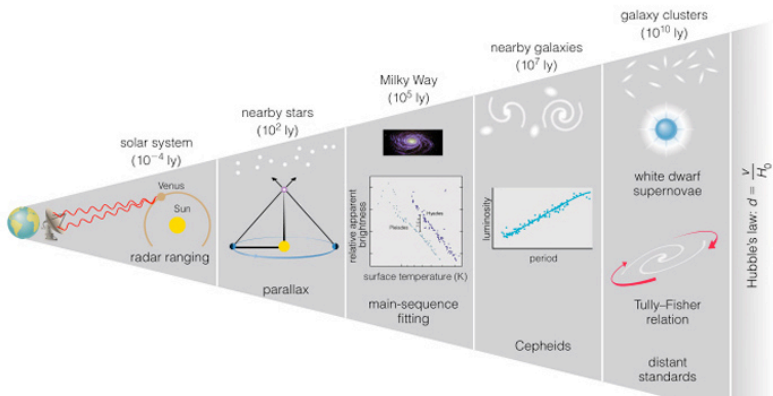 solar system
(10⁻⁴ ly)
Venus
Sun
radar ranging
nearby stars
(10² ly)
parallax
Milky Way
(10⁵ ly)
relative apparent
brightness
Hyades
Pleiades
surface temperature (K)
main-sequence
fitting
nearby galaxies
(10⁷ ly)
luminosity
period
Cepheids
galaxy clusters
(10¹⁰ ly)
white dwarf
supernovae
Tully–Fisher
relation
distant
standards
Hubble's law: d = v/H₀